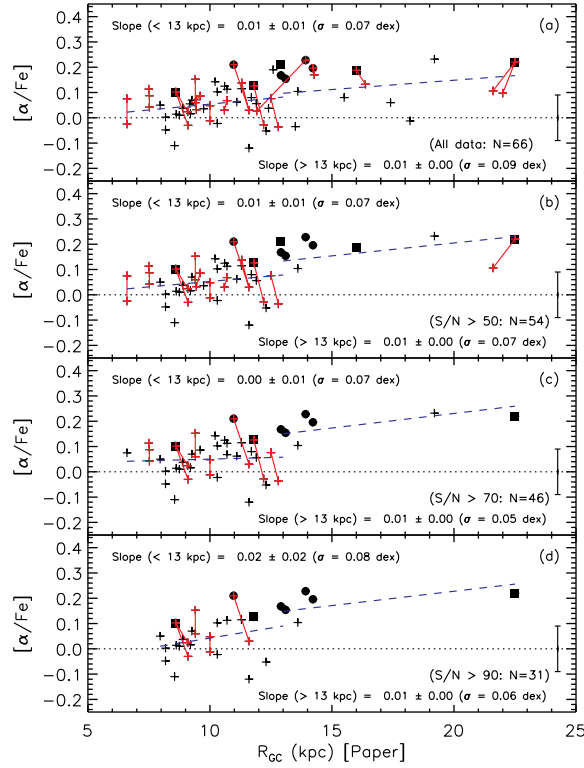 0.4
0.3
0.2
0.1
0.0
−0.1
−0.2
[α/Fe]
Slope (< 13 kpc) = 0.01 ± 0.01 (σ = 0.07 dex)
(a)
(All data: N=66)
Slope (> 13 kpc) = 0.01 ± 0.00 (σ = 0.09 dex)
0.4
0.3
0.2
0.1
0.0
−0.1
−0.2
[α/Fe]
Slope (< 13 kpc) = 0.01 ± 0.01 (σ = 0.07 dex)
(b)
(S/N > 50: N=54)
Slope (> 13 kpc) = 0.01 ± 0.00 (σ = 0.07 dex)
0.4
0.3
0.2
0.1
0.0
−0.1
−0.2
[α/Fe]
Slope (< 13 kpc) = 0.00 ± 0.01 (σ = 0.07 dex)
(c)
(S/N > 70: N=46)
Slope (> 13 kpc) = 0.01 ± 0.00 (σ = 0.05 dex)
0.4
0.3
0.2
0.1
0.0
−0.1
−0.2
[α/Fe]
Slope (< 13 kpc) = 0.02 ± 0.02 (σ = 0.08 dex)
(d)
(S/N > 90: N=31)
Slope (> 13 kpc) = 0.01 ± 0.00 (σ = 0.06 dex)
5 10 15 20 25
R_GC (kpc) [Paper]